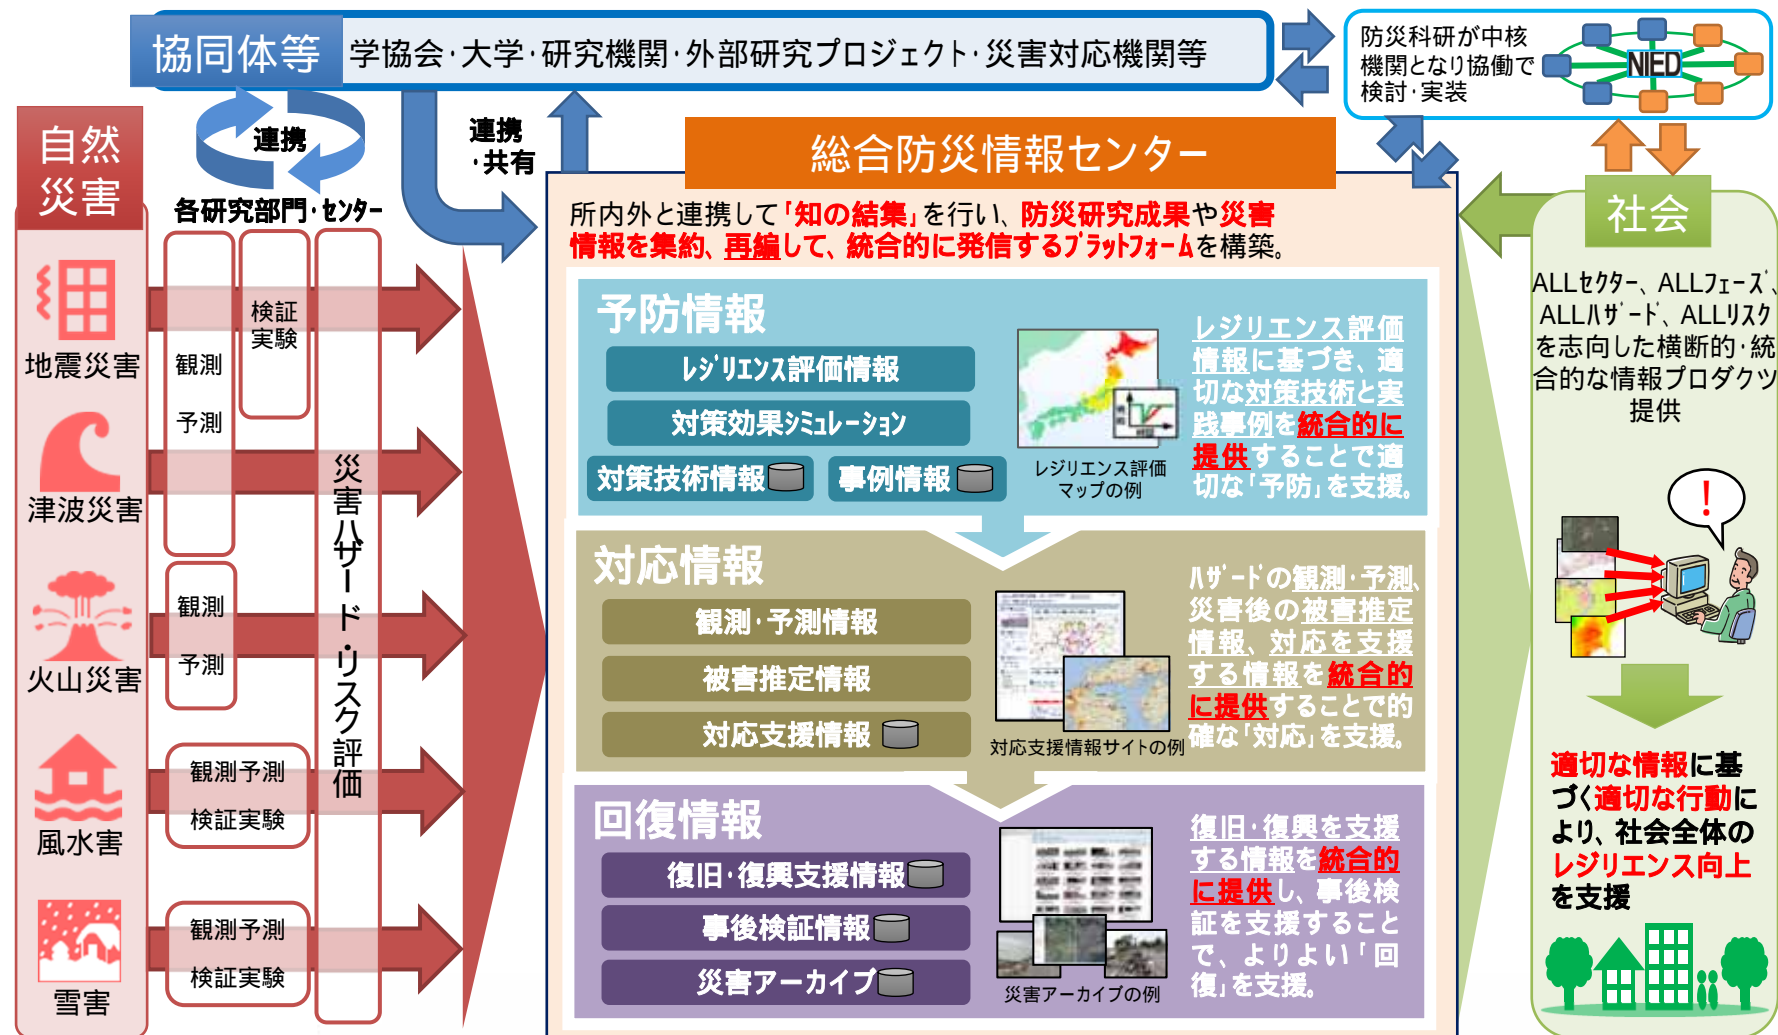 協同体等
学協会・大学・研究機関・外部研究プロジェクト・災害対応機関等
防災科研が中核
機関となり協働で
検討・実装
NIED
自然
災害
連携
各研究部門・センター
連携
・共有
総合防災情報センター
所内外と連携して「知の結集」を行い、防災研究成果や災害
情報を集約、再編して、統合的に発信するプラットフォームを構築。
地震災害
津波災害
火山災害
風水害
雪害
観測
予測
検証
実験
観測
予測
観測予測
検証実験
観測予測
検証実験
災害ハザード・リスク評価
予防情報
レジリエンス評価情報
対策効果シミュレーション
対策技術情報
事例情報
レジリエンス評価
マップの例
レジリエンス評価
情報に基づき、適
切な対策技術と実
践事例を統合的に
提供することで適
切な「予防」を支援。
対応情報
観測・予測情報
被害推定情報
対応支援情報
対応支援情報サイトの例
ハザードの観測・予測、
災害後の被害推定
情報、対応を支援
する情報を統合的
に提供することで的
確な「対応」を支援。
回復情報
復旧・復興支援情報
事後検証情報
災害アーカイブ
災害アーカイブの例
復旧・復興を支援
する情報を統合的
に提供し、事後検
証を支援すること
で、よりよい「回
復」を支援。
社会
ALLセクター、ALLフェーズ、
ALLハザード、ALLリスク
を志向した横断的・統
合的な情報プロダクツ
提供
!
適切な情報に基
づく適切な行動に
より、社会全体の
レジリエンス向上
を支援